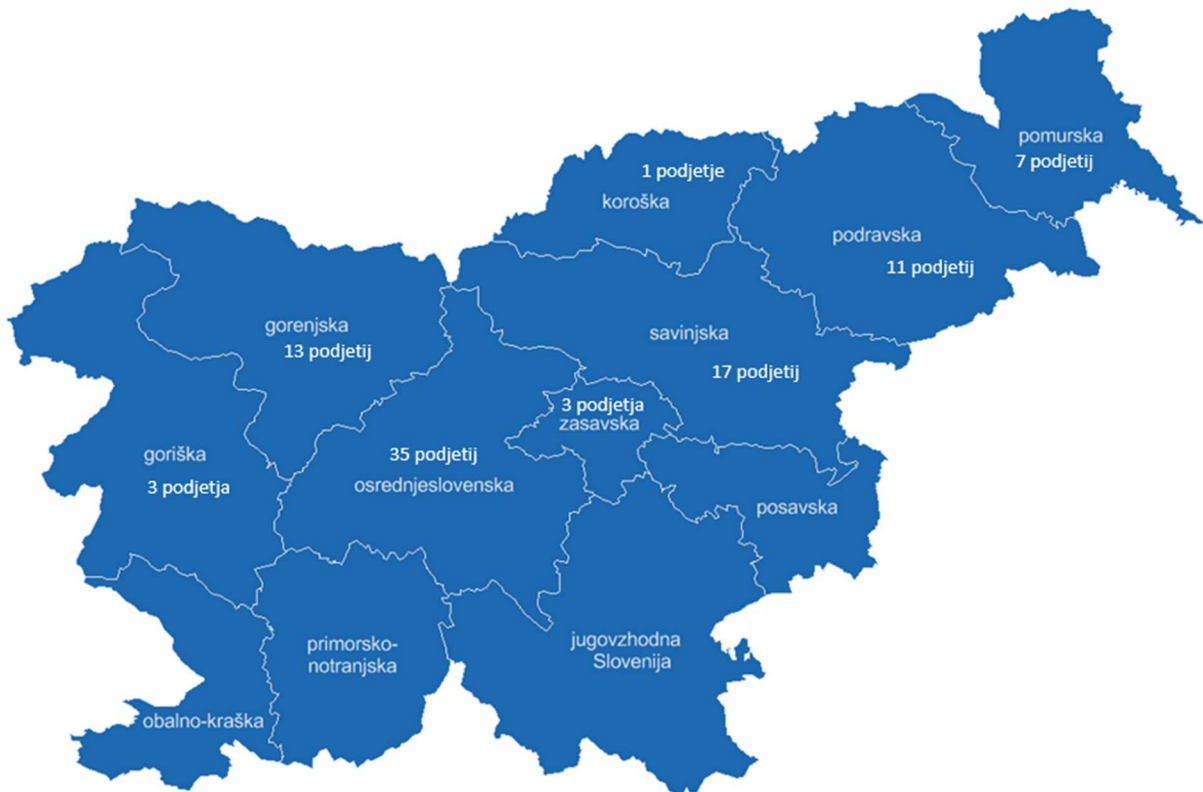 pomurska
7 podjetij
1 podjetje
koroška
podravska
11 podjetij
gorenjska
13 podjetij
savinjska
17 podjetij
3 podjetja
zasavska
goriška
3 podjetja
35 podjetij
osrednjeslovenska
posavska
primorsko-
notranjska
jugovzhodna
Slovenija
obalno-kraška